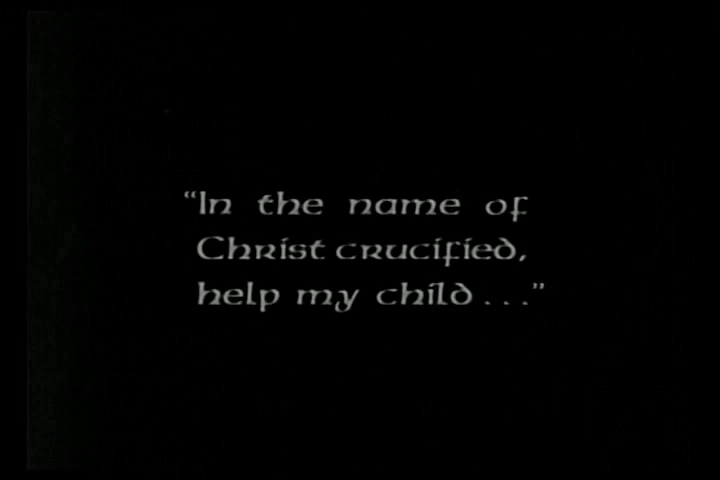 “In the name of
Christ crucified,
help my child . . .”